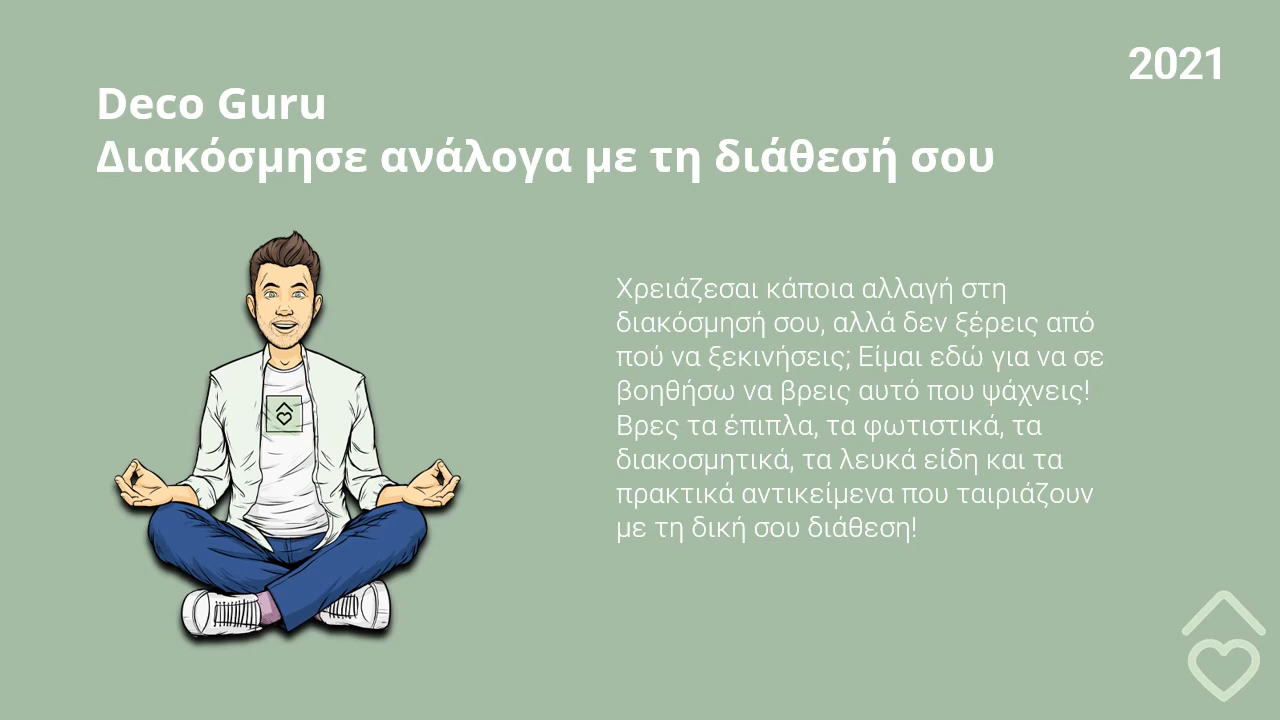 2021
Deco Guru
Διακόσμησε ανάλογα με τη διάθεσή σου
Χρειάζεσαι κάποια αλλαγή στη
διακόσμησή σου, αλλά δεν ξέρεις από
πού να ξεκινήσεις; Είμαι εδώ για να σε
βοηθήσω να βρεις αυτό που ψάχνεις!
Βρες τα έπιπλα, τα φωτιστικά, τα
διακοσμητικά, τα λευκά είδη και τα
πρακτικά αντικείμενα που ταιριάζουν
με τη δική σου διάθεση!